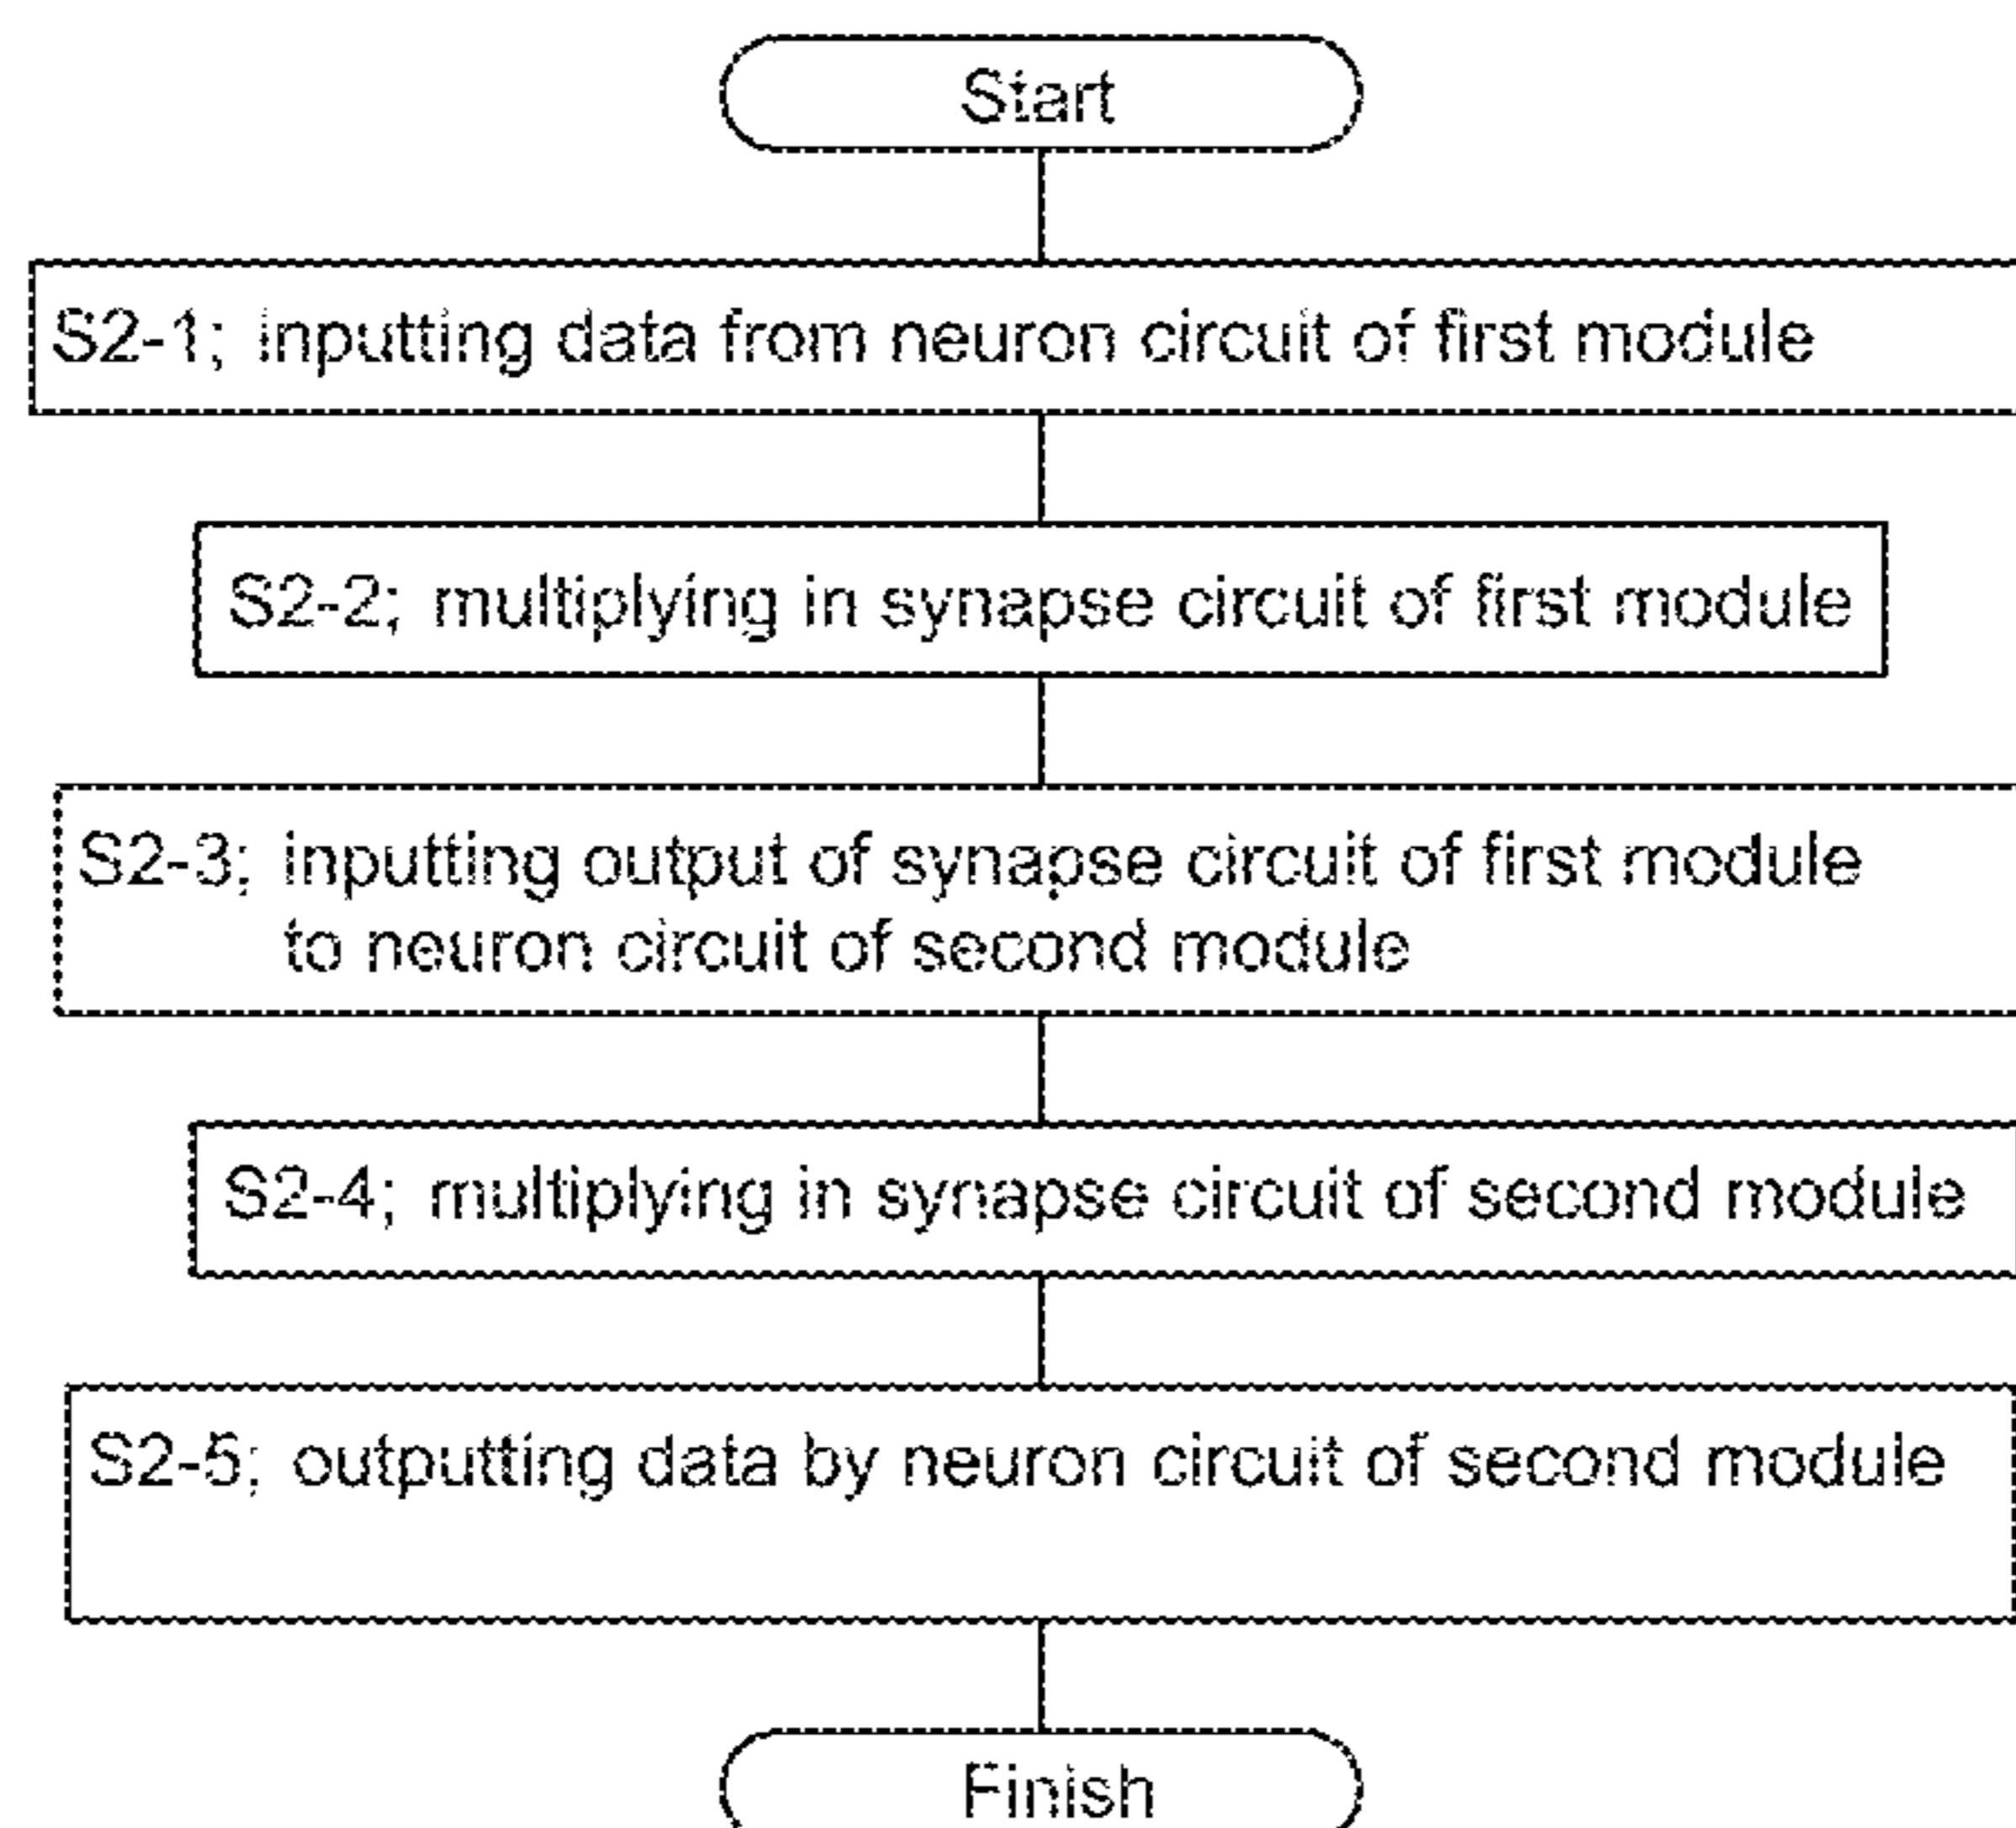 Start
S2-1; inputting data from neuron circuit of first module
S2-2; multiplying in synapse circuit of first module
S2-3; inputting output of synapse circuit of first module
to neuron circuit of second module
S2-4; multiplying in synapse circuit of second module
S2-5; outputting data by neuron circuit of second module
Finish